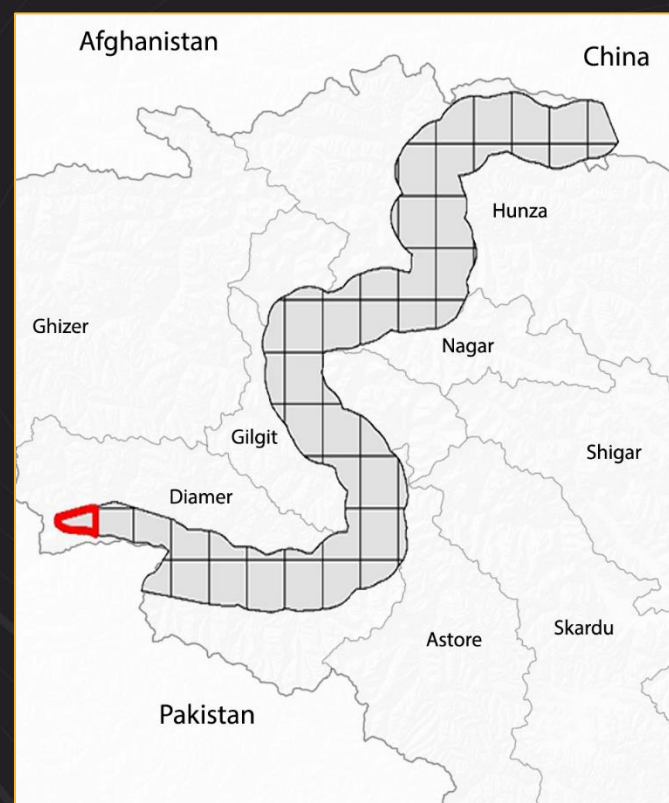 Afghanistan
China
Hunza
Ghizer
Nagar
Gilgit
Shigar
Diamer
Skardu
Astore
Pakistan